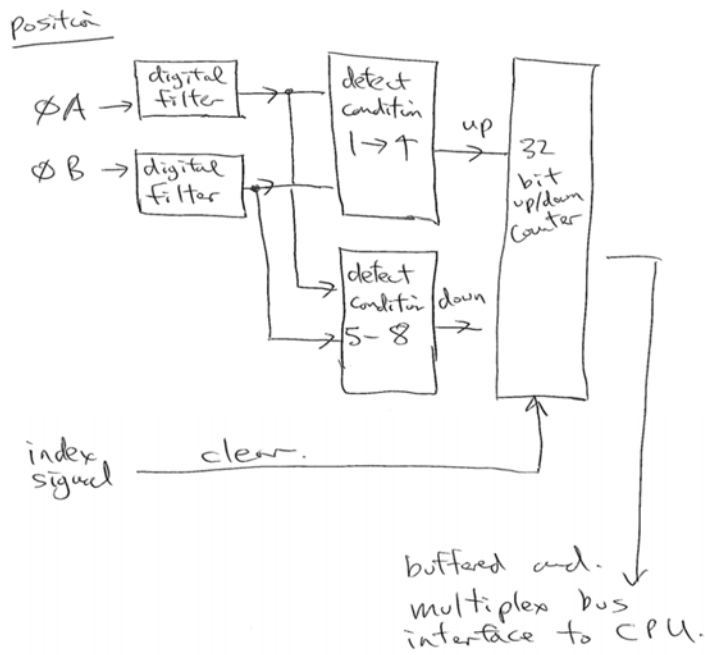 Position
ØA
digital
filter
ØB
digital
filter
detect
condition
1→4
up
32
bit
up/down
counter
detect
condition
5-8
down
index
signal
clear.
buffered and.
multiplex bus
interface to CPU.